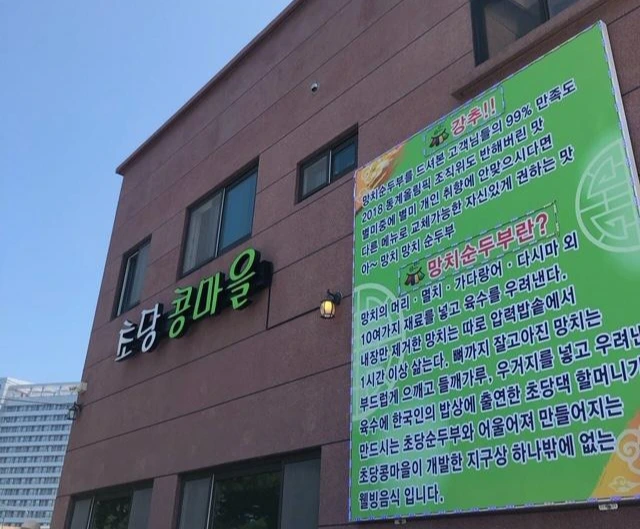 초당 콩마을
강추!!
망치순두부를 드셔본 고객님들의 99% 만족도
2018 동계올림픽 조직위도 반해버린 맛
별미중에 별미 개인 취향에 안맞으시다면
다른 메뉴로 교체가능한 자신있게 권하는 맛
아~ 망치 망치 순두부
망치순두부란?
망치의 머리·멸치·가다랑어·다시마 외
10여가지 재료를 넣고 육수를 우려낸다.
내장만 제거한 망치는 따로 압력밥솥에서
1시간 이상 삶는다. 뼈까지 잘고아진 망치는
부드럽게 으깨고 들깨가루, 우거지를 넣고 우려낸
육수에 한국인의 밥상에 출연한 초당댁 할머니가
만드시는 초당순두부와 어울어져 만들어지는
초당콩마을이 개발한 지구상 하나밖에 없는
웰빙음식 입니다.